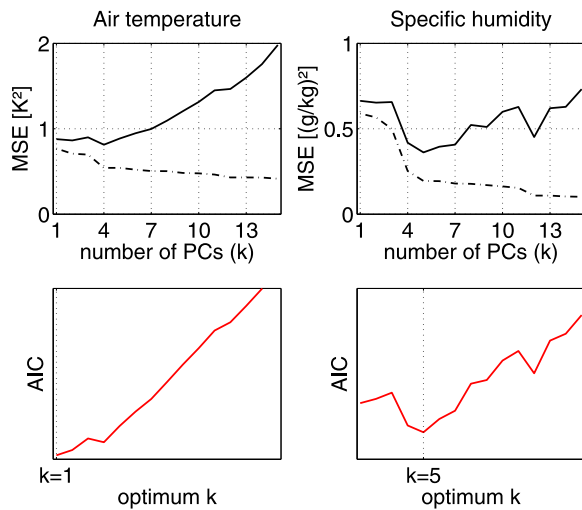 Air temperature
Specific humidity
MSE [K²]
2
1
0
1 4 7 10 13
number of PCs (k)
MSE [(g/kg)²]
1
0.5
0
1 4 7 10 13
number of PCs (k)
AIC
k=1
optimum k
AIC
k=5
optimum k